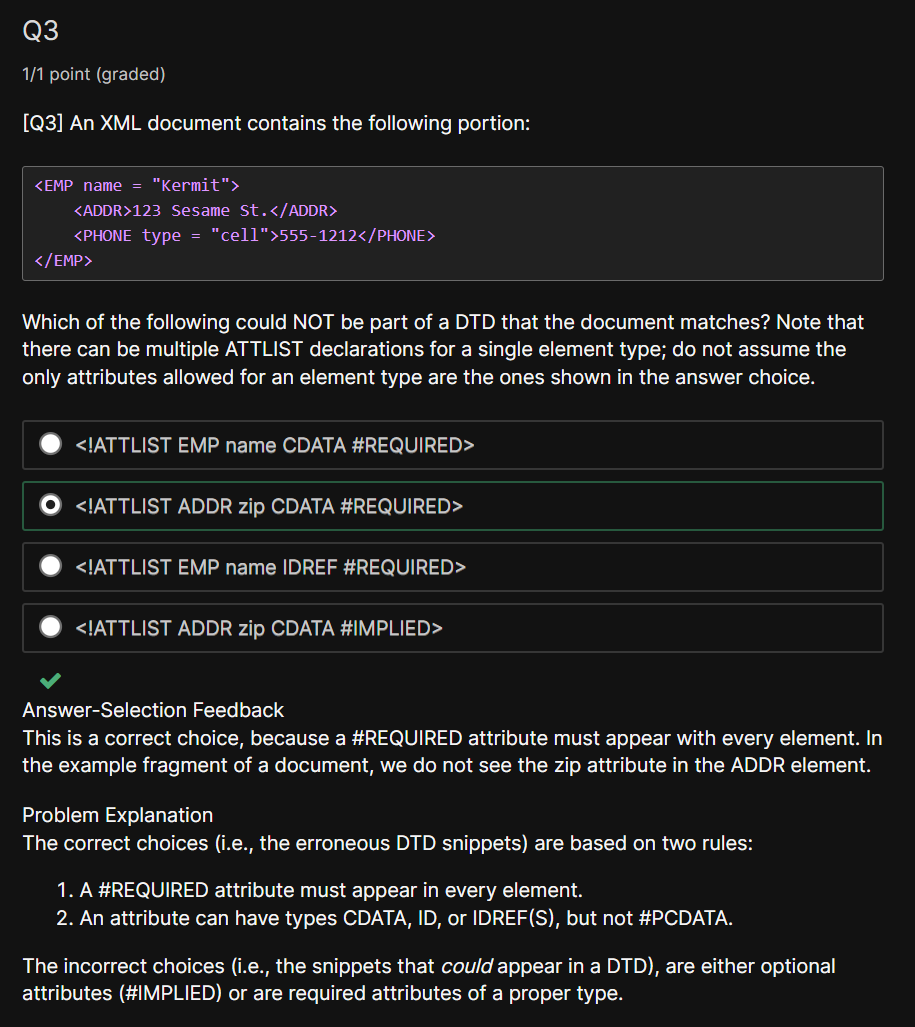 Q3
1/1 point (graded)
[Q3] An XML document contains the following portion:
<EMP name = "Kermit">
    <ADDR>123 Sesame St.</ADDR>
    <PHONE type = "cell">555-1212</PHONE>
</EMP>
Which of the following could NOT be part of a DTD that the document matches? Note that
there can be multiple ATTLIST declarations for a single element type; do not assume the
only attributes allowed for an element type are the ones shown in the answer choice.
<!ATTLIST EMP name CDATA #REQUIRED>
<!ATTLIST ADDR zip CDATA #REQUIRED>
<!ATTLIST EMP name IDREF #REQUIRED>
<!ATTLIST ADDR zip CDATA #IMPLIED>
Answer-Selection Feedback
This is a correct choice, because a #REQUIRED attribute must appear with every element. In
the example fragment of a document, we do not see the zip attribute in the ADDR element.
Problem Explanation
The correct choices (i.e., the erroneous DTD snippets) are based on two rules:
1. A #REQUIRED attribute must appear in every element.
2. An attribute can have types CDATA, ID, or IDREF(S), but not #PCDATA.
The incorrect choices (i.e., the snippets that could appear in a DTD), are either optional
attributes (#IMPLIED) or are required attributes of a proper type.